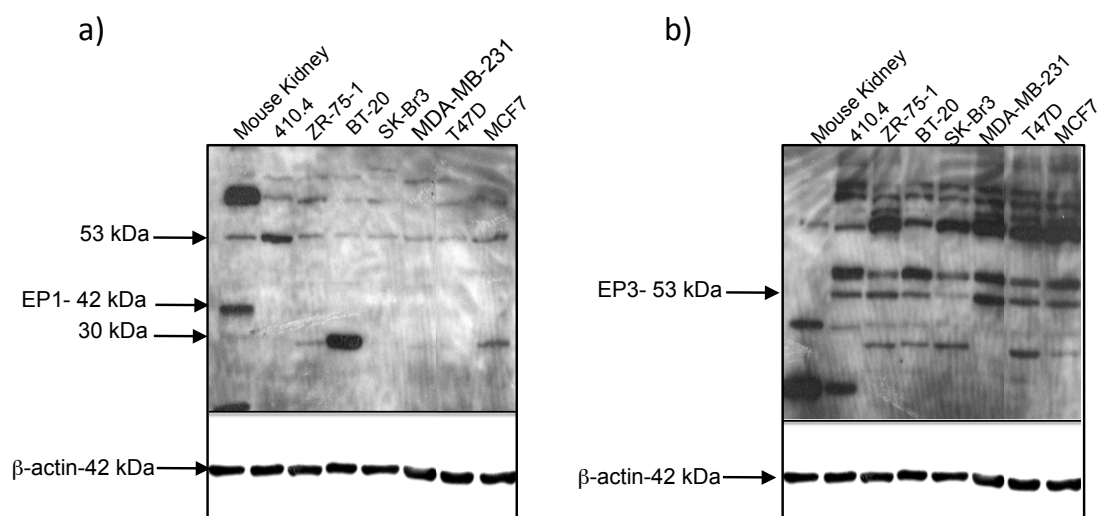 a)
Mouse Kidney
410.4
ZR-75-1
BT-20
SK-Br3
MDA-MB-231
T47D
MCF7
53 kDa
EP1- 42 kDa
30 kDa
β-actin-42 kDa
b)
Mouse Kidney
410.4
ZR-75-1
BT-20
SK-Br3
MDA-MB-231
T47D
MCF7
EP3- 53 kDa
β-actin-42 kDa